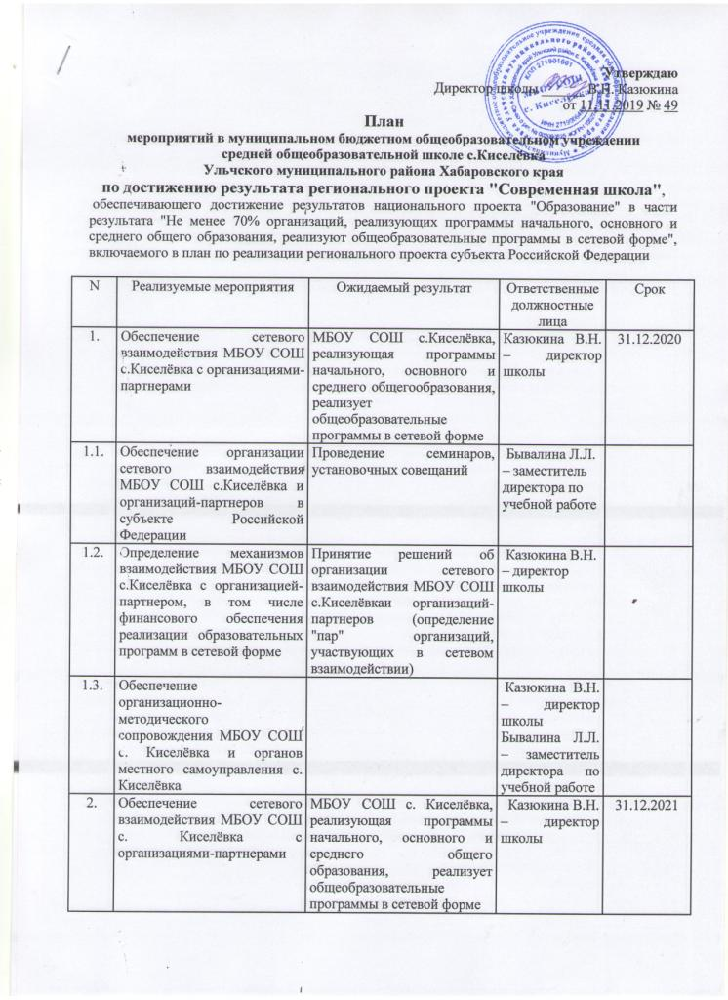 Утверждаю
Директор школы ______ В.Н. Казюкина
от 11.11.2019 № 49
План
мероприятий в муниципальном бюджетном общеобразовательном учреждении
средней общеобразовательной школе с.Киселёвка
Ульчского муниципального района Хабаровского края
по достижению результата регионального проекта "Современная школа",
обеспечивающего достижение результатов национального проекта "Образование" в части
результата "Не менее 70% организаций, реализующих программы начального, основного и
среднего общего образования, реализуют общеобразовательные программы в сетевой форме",
включаемого в план по реализации регионального проекта субъекта Российской Федерации
N
Реализуемые мероприятия
Ожидаемый результат
Ответственные
должностные
лица
Срок
1.
Обеспечение сетевого
взаимодействия МБОУ СОШ
с.Киселёвка с организациями-
партнерами
МБОУ СОШ с.Киселёвка,
реализующая программы
начального, основного и
среднего общегообразования,
реализует
общеобразовательные
программы в сетевой форме
Казюкина В.Н.
– директор
школы
31.12.2020
1.1.
Обеспечение организации
сетевого взаимодействия
МБОУ СОШ с.Киселёвка и
организаций-партнеров в
субъекте Российской
Федерации
Проведение семинаров,
установочных совещаний
Бывалина Л.Л.
– заместитель
директора по
учебной работе
1.2.
Определение механизмов
взаимодействия МБОУ СОШ
с.Киселёвка с организацией-
партнером, в том числе
финансового обеспечения
реализации образовательных
программ в сетевой форме
Принятие решений об
организации сетевого
взаимодействия МБОУ СОШ
с.Киселёвкаи организаций-
партнеров (определение
"пар" организаций,
участвующих в сетевом
взаимодействии)
Казюкина В.Н.
– директор
школы
1.3.
Обеспечение
организационно-
методического
сопровождения МБОУ СОШ
с. Киселёвка и органов
местного самоуправления с.
Киселёвка
Казюкина В.Н.
– директор
школы
Бывалина Л.Л.
– заместитель
директора по
учебной работе
2.
Обеспечение сетевого
взаимодействия МБОУ СОШ
с. Киселёвка с
организациями-партнерами
МБОУ СОШ с. Киселёвка,
реализующая программы
начального, основного и
среднего общего
образования, реализует
общеобразовательные
программы в сетевой форме
Казюкина В.Н.
– директор
школы
31.12.2021